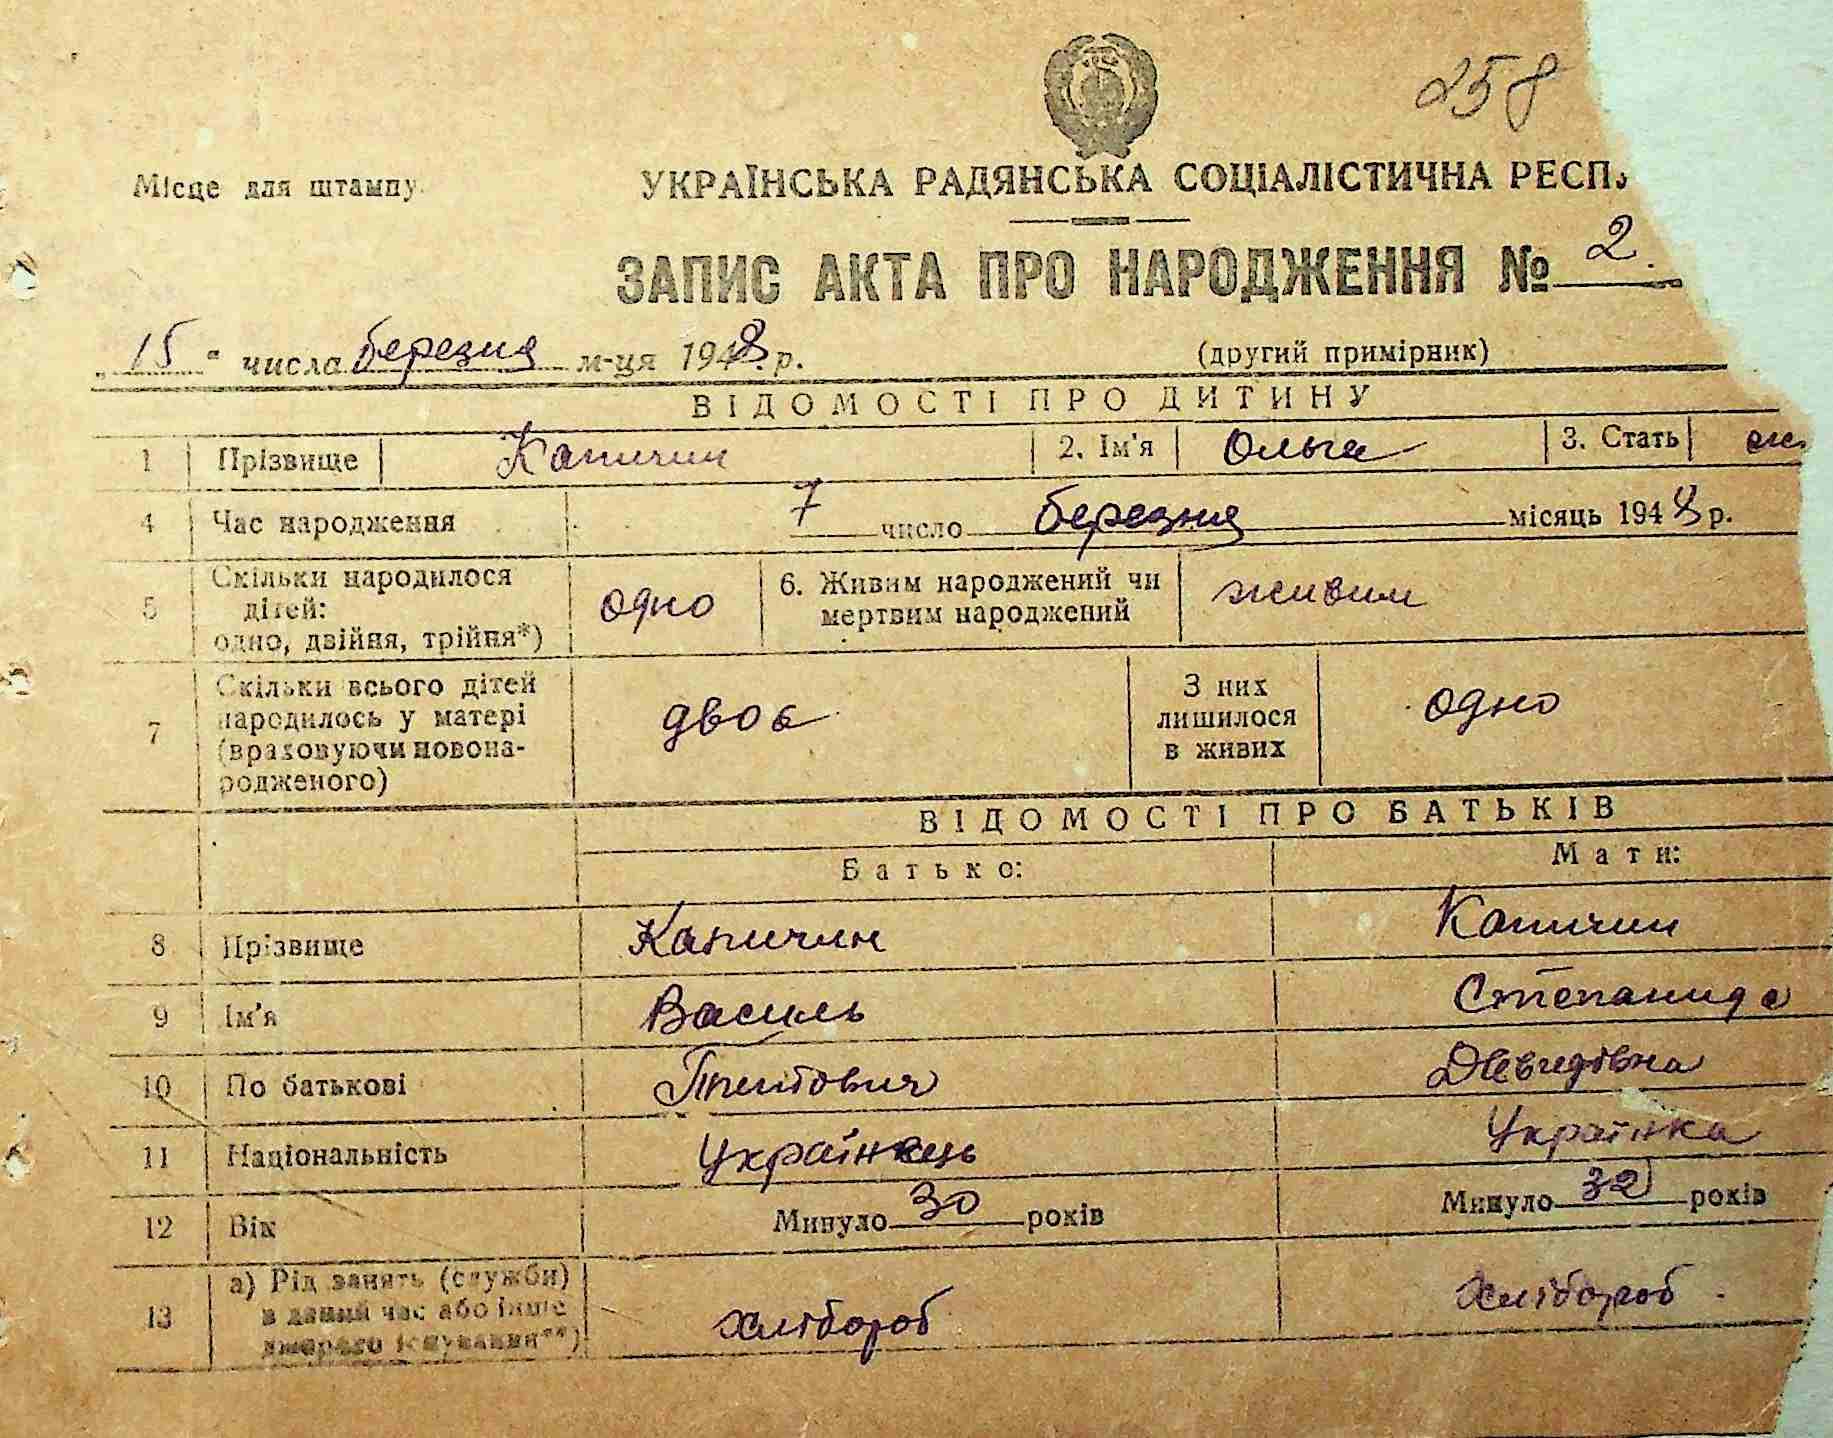 258
Місце для штампу.
УКРАЇНСЬКА РАДЯНСЬКА СОЦІАЛІСТИЧНА РЕСПУ
ЗАПИС АКТА ПРО НАРОДЖЕННЯ № 2.
„15“ числа березня м-ця 1948 р. (другий примірник)
ВІДОМОСТІ ПРО ДИТИНУ
1 Прізвище Капичин 2. Ім'я Ольга 3. Стать жі
4 Час народження 7 число березня місяць 1948 р.
5 Скільки народилося дітей: одно, двійня, трійня*) одно 6. Живим народжений чи мертвим народжений живим
7 Скільки всього дітей народилось у матері (враховуючи новонародженого) двоє З них лишилося в живих одно
ВІДОМОСТІ ПРО БАТЬКІВ
Батько: Мати:
8 Прізвище Капичин Капичин
9 Ім'я Василь Степанида
10 По батькові Давидівна
11 Національність Українець Українка
12 Вік Минуло 30 років Минуло 32 років
13 а) Рід занять (служби) в даний час або інше джерело існування**) хлібороб хлібороб.